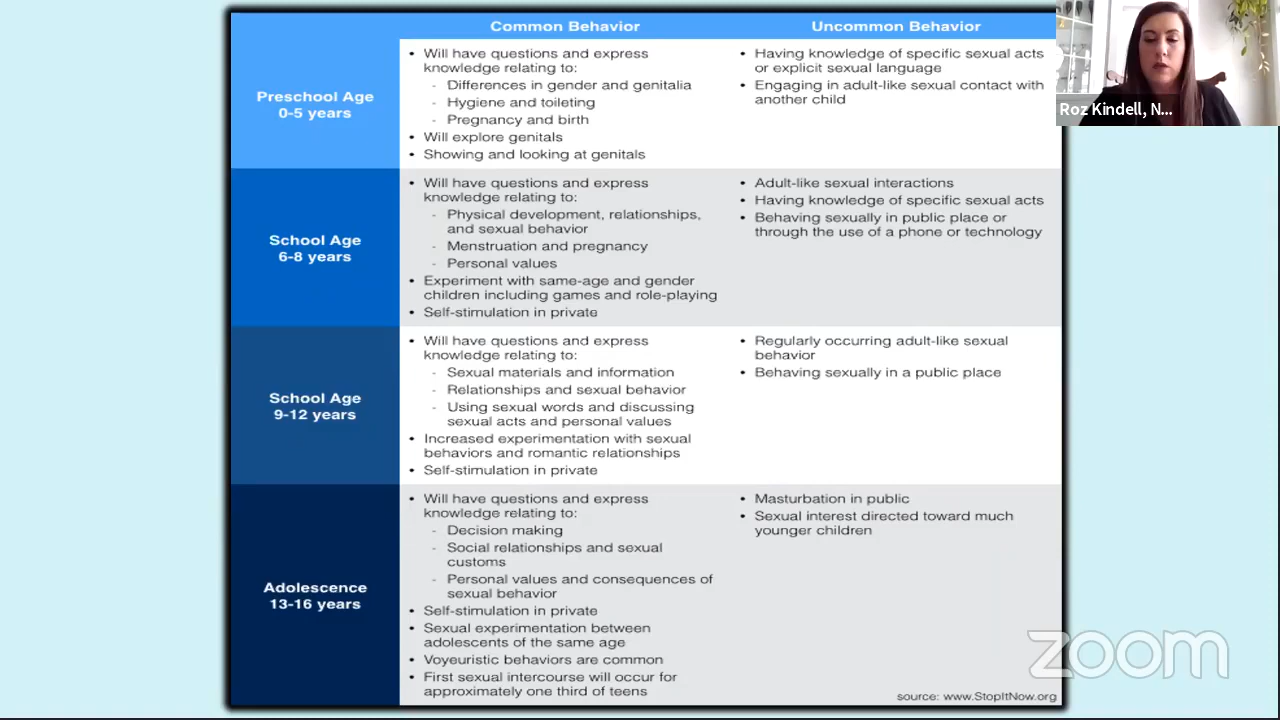 Common Behavior
Uncommon Behavior
Preschool Age
0-5 years
• Will have questions and express
knowledge relating to:
- Differences in gender and genitalia
- Hygiene and toileting
- Pregnancy and birth
• Will explore genitals
• Showing and looking at genitals
• Having knowledge of specific sexual acts
or explicit sexual language
• Engaging in adult-like sexual contact with
another child
School Age
6-8 years
• Will have questions and express
knowledge relating to:
- Physical development, relationships,
and sexual behavior
- Menstruation and pregnancy
- Personal values
• Experiment with same-age and gender
children including games and role-playing
• Self-stimulation in private
• Adult-like sexual interactions
• Having knowledge of specific sexual acts
• Behaving sexually in public place or
through the use of a phone or technology
School Age
9-12 years
• Will have questions and express
knowledge relating to:
- Sexual materials and information
- Relationships and sexual behavior
- Using sexual words and discussing
sexual acts and personal values
• Increased experimentation with sexual
behaviors and romantic relationships
• Self-stimulation in private
• Regularly occurring adult-like sexual
behavior
• Behaving sexually in a public place
Adolescence
13-16 years
• Will have questions and express
knowledge relating to:
- Decision making
- Social relationships and sexual
customs
- Personal values and consequences of
sexual behavior
• Self-stimulation in private
• Sexual experimentation between
adolescents of the same age
• Voyeuristic behaviors are common
• First sexual intercourse will occur for
approximately one third of teens
• Masturbation in public
• Sexual interest directed toward much
younger children
source: www.StopItNow.org
Roz Kindell, N...
zoom